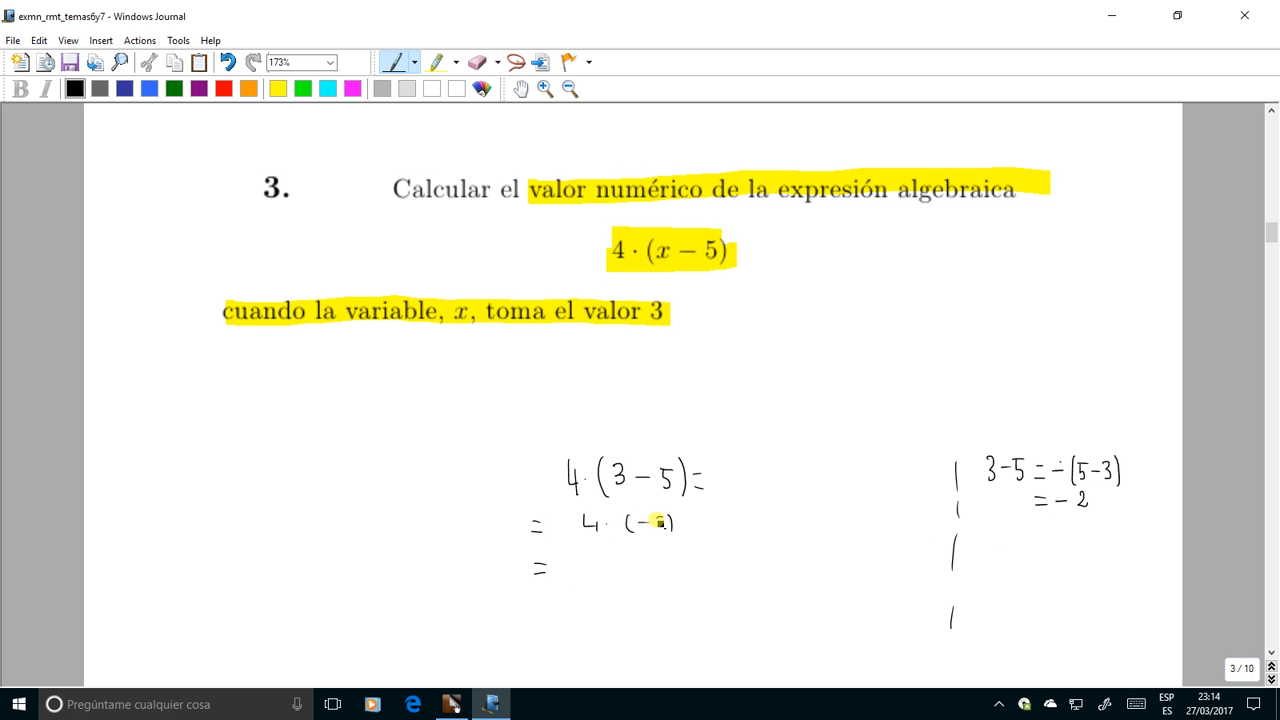 exmn_rmt_temas6y7 - Windows Journal
File Edit View Insert Actions Tools Help
173%
B I
3. Calcular el valor numérico de la expresión algebraica
4 · (x − 5)
cuando la variable, x, toma el valor 3
4 · (3 − 5) =
= 4 · (−
=
3-5 = -(5-3)
= - 2
3 / 10
Pregúntame cualquier cosa
ESP
ES
23:14
27/03/2017